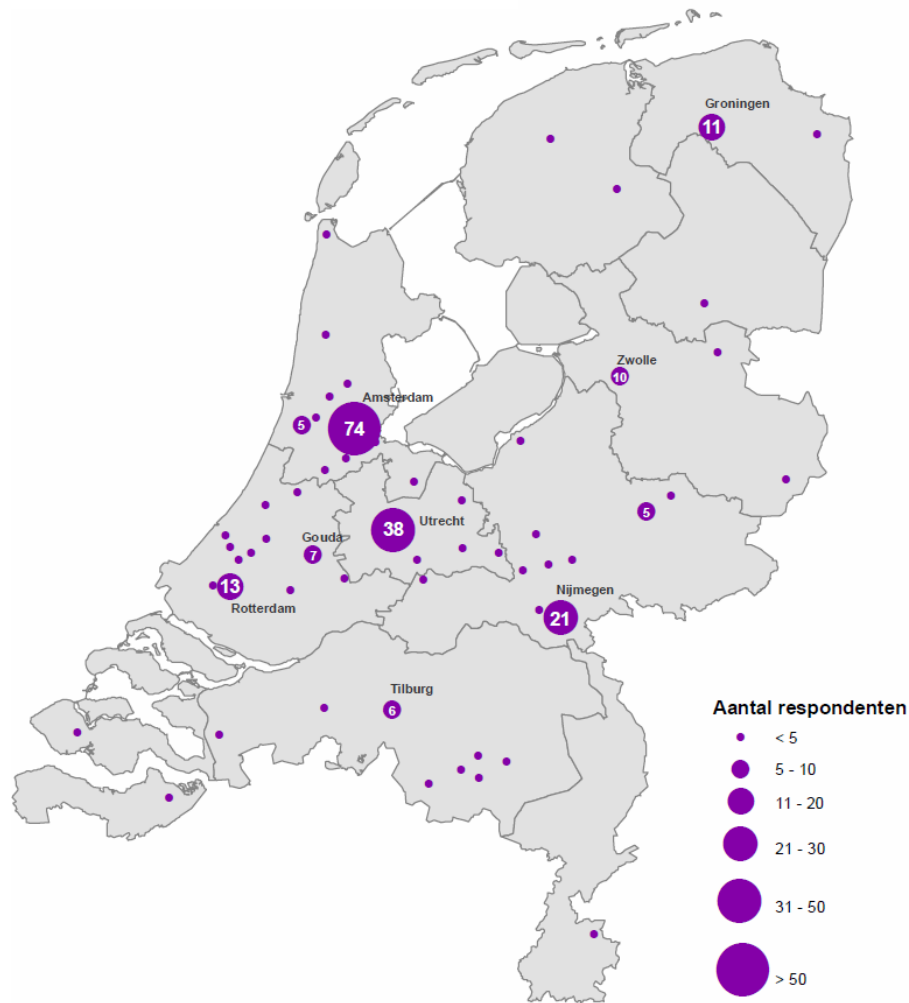 Groningen
11
Zwolle
10
Amsterdam
5
74
5
Utrecht
38
Gouda
7
13
Rotterdam
Nijmegen
21
Tilburg
6
Aantal respondenten
< 5
5 - 10
11 - 20
21 - 30
31 - 50
> 50